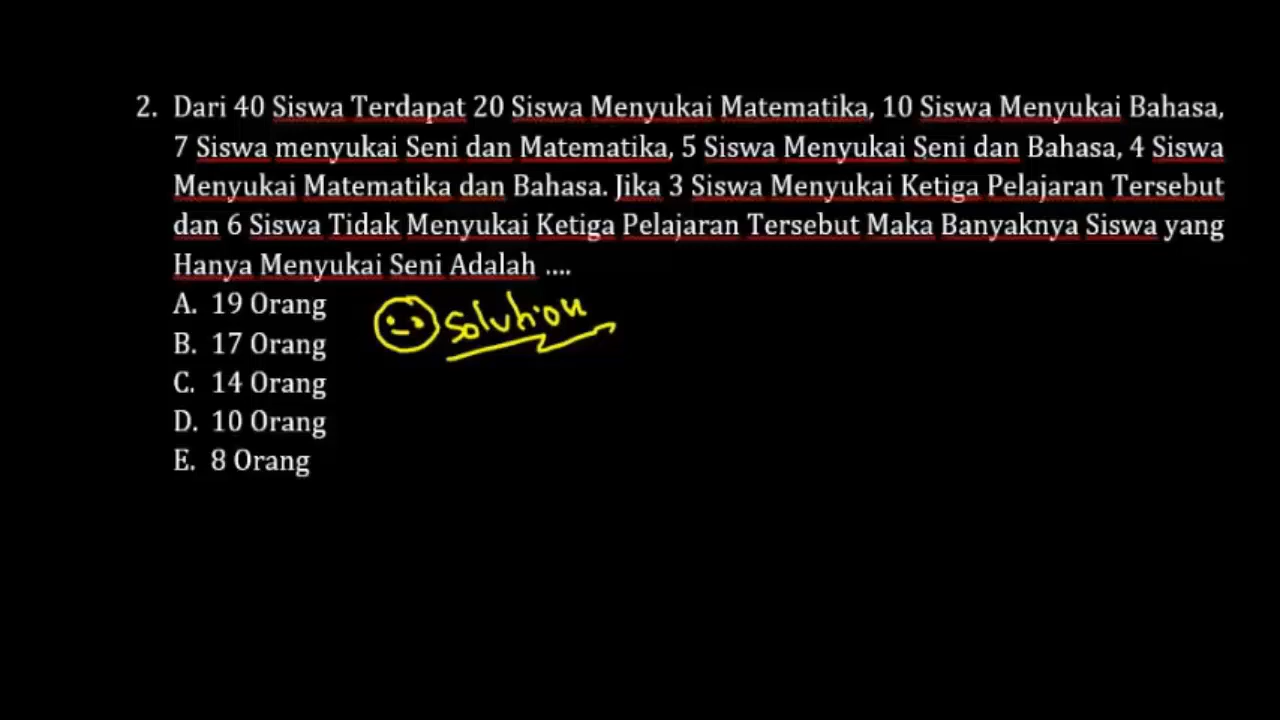 2. Dari 40 Siswa Terdapat 20 Siswa Menyukai Matematika, 10 Siswa Menyukai Bahasa,
7 Siswa menyukai Seni dan Matematika, 5 Siswa Menyukai Seni dan Bahasa, 4 Siswa
Menyukai Matematika dan Bahasa. Jika 3 Siswa Menyukai Ketiga Pelajaran Tersebut
dan 6 Siswa Tidak Menyukai Ketiga Pelajaran Tersebut Maka Banyaknya Siswa yang
Hanya Menyukai Seni Adalah ....
A. 19 Orang
B. 17 Orang
C. 14 Orang
D. 10 Orang
E. 8 Orang
Solution